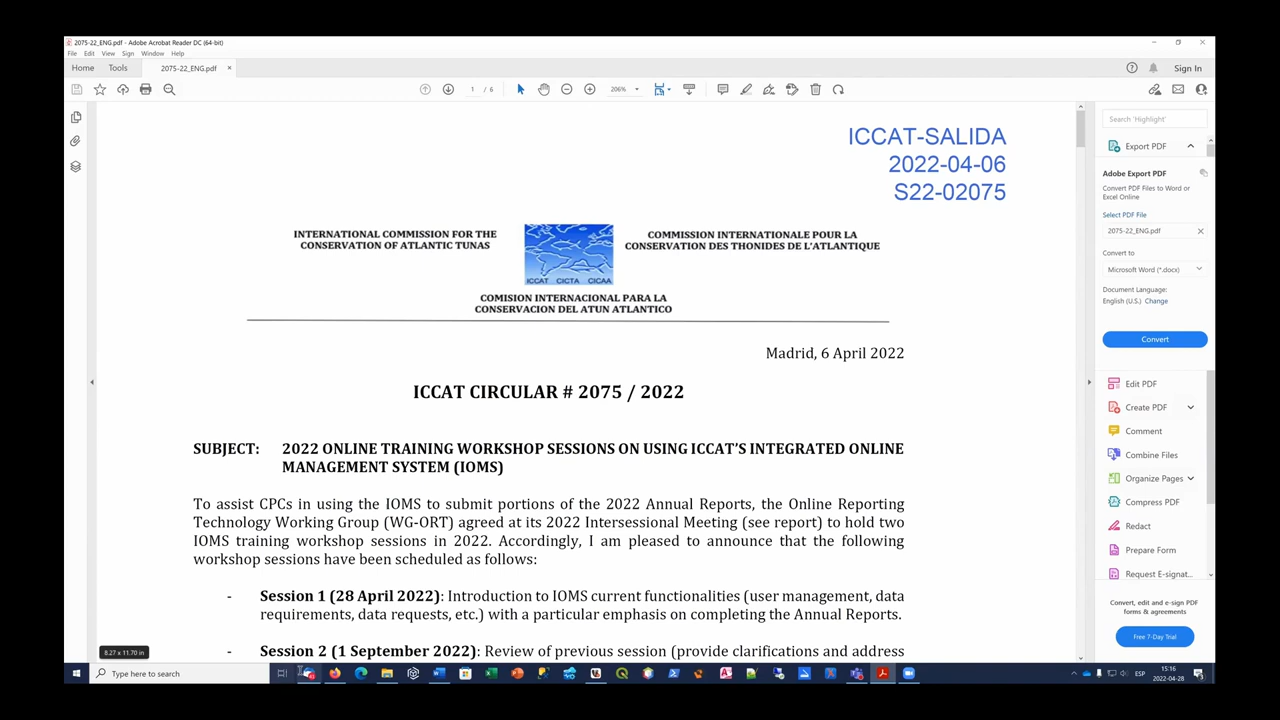 2075-22_ENG.pdf - Adobe Acrobat Reader DC (64-bit)
File Edit View Sign Window Help
Home Tools 2075-22_ENG.pdf × Sign In
1 / 6 206%
Search 'Highlight'
ICCAT-SALIDA
2022-04-06
S22-02075
INTERNATIONAL COMMISSION FOR THE
CONSERVATION OF ATLANTIC TUNAS
ICCAT CICTA CICAA
COMMISSION INTERNATIONALE POUR LA
CONSERVATION DES THONIDES DE L'ATLANTIQUE
COMISION INTERNACIONAL PARA LA
CONSERVACION DEL ATUN ATLANTICO
Madrid, 6 April 2022
ICCAT CIRCULAR # 2075 / 2022
SUBJECT: 2022 ONLINE TRAINING WORKSHOP SESSIONS ON USING ICCAT'S INTEGRATED ONLINE
MANAGEMENT SYSTEM (IOMS)
To assist CPCs in using the IOMS to submit portions of the 2022 Annual Reports, the Online Reporting
Technology Working Group (WG-ORT) agreed at its 2022 Intersessional Meeting (see report) to hold two
IOMS training workshop sessions in 2022. Accordingly, I am pleased to announce that the following
workshop sessions have been scheduled as follows:
- Session 1 (28 April 2022): Introduction to IOMS current functionalities (user management, data
requirements, data requests, etc.) with a particular emphasis on completing the Annual Reports.
- Session 2 (1 September 2022): Review of previous session (provide clarifications and address
8.27 x 11.70 in
Export PDF
Adobe Export PDF
Convert PDF Files to Word or
Excel Online
Select PDF File
2075-22_ENG.pdf ×
Convert to
Microsoft Word (*.docx)
Document Language:
English (U.S.) Change
Convert
Edit PDF
Create PDF
Comment
Combine Files
Organize Pages
Compress PDF
Redact
Prepare Form
Request E-signat...
Convert, edit and e-sign PDF
forms & agreements
Free 7-Day Trial
Type here to search
ESP
15:16
2022-04-28